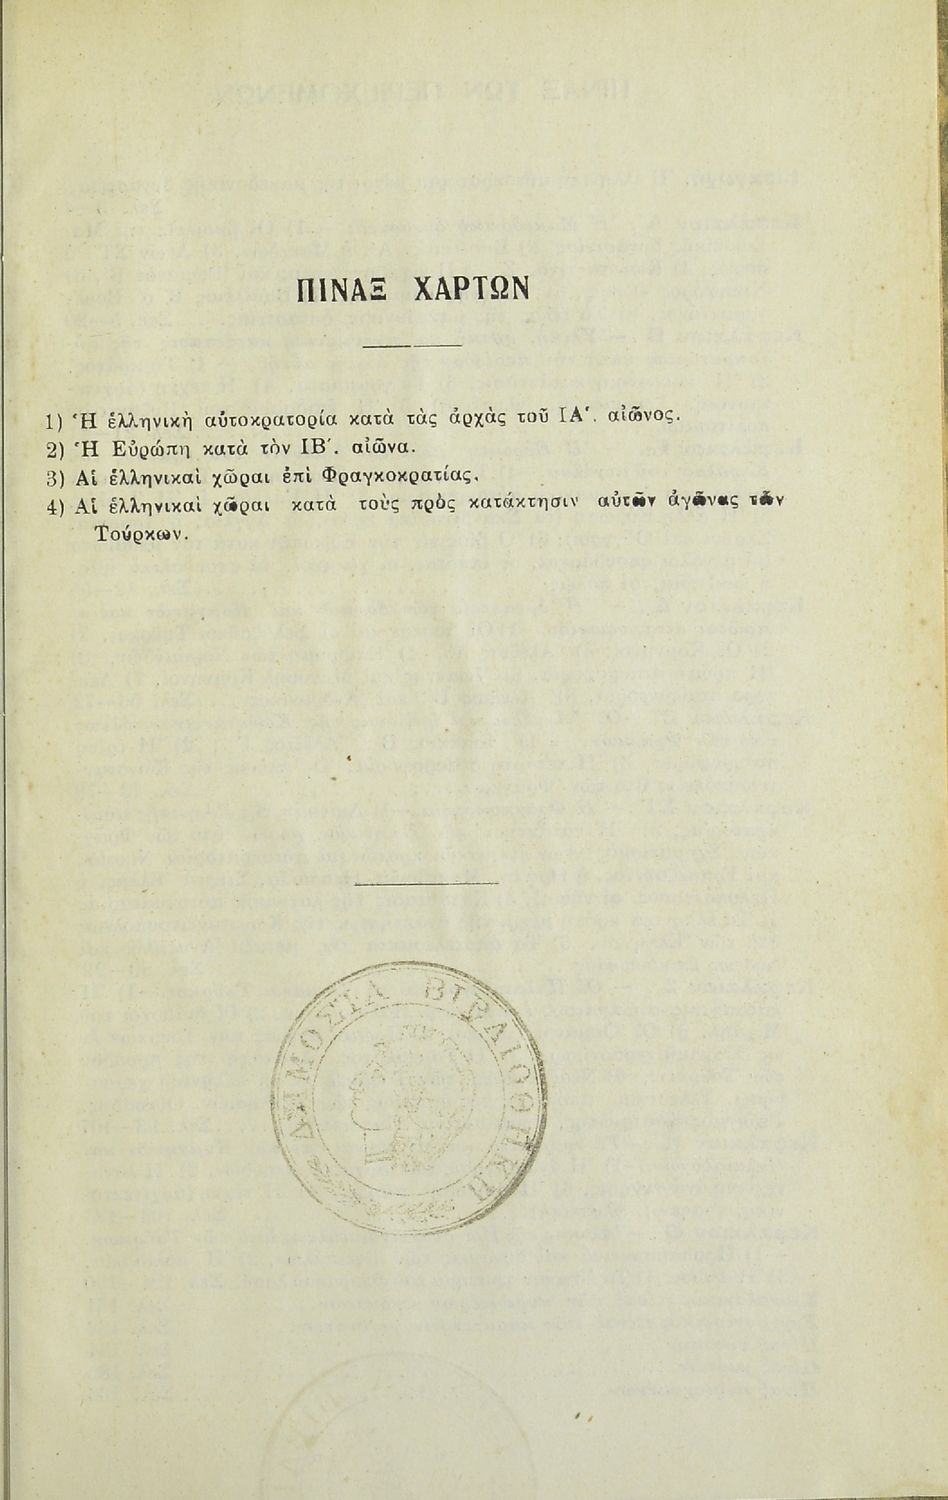 ΠΙΝΑΞ ΧΑΡΤΩΝ
1) Ἡ ἑλληνικὴ αὐτοκρατορία κατὰ τὰς ἀρχὰς τοῦ ΙΑ΄. αἰῶνος.
2) Ἡ Εὐρώπη κατὰ τὸν ΙΒ΄. αἰῶνα.
3) Αἱ ἑλληνικαὶ χῶραι ἐπὶ Φραγκοκρατίας.
4) Αἱ ἑλληνικαὶ χῶραι κατὰ τοὺς πρὸς κατάκτησιν αὐτῶν ἀγῶνας τῶν
Τούρκων.
ΔΗΜΟΣΙΑ ΒΙΒΛΙΟΘΗΚΗ